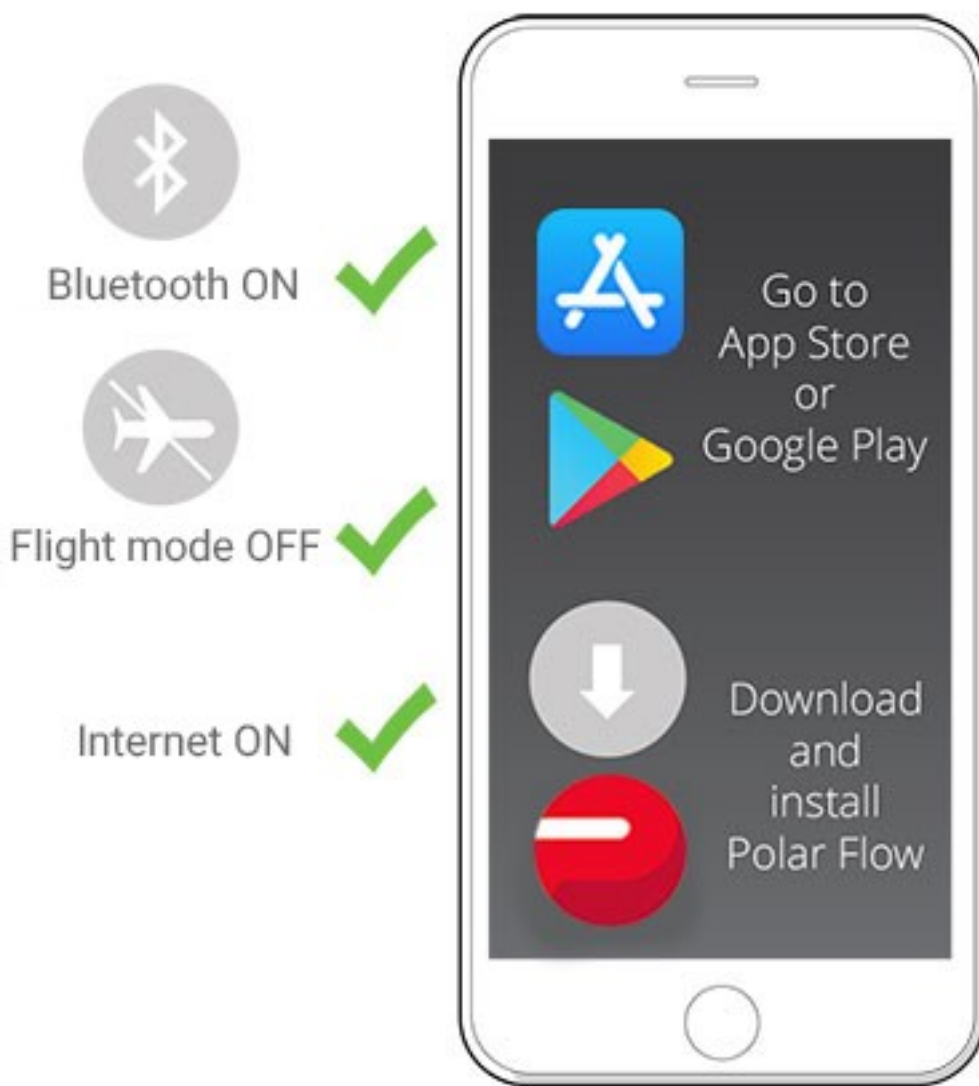 Bluetooth ON
Flight mode OFF
Internet ON
Go to
App Store
or
Google Play
Download
and
install
Polar Flow